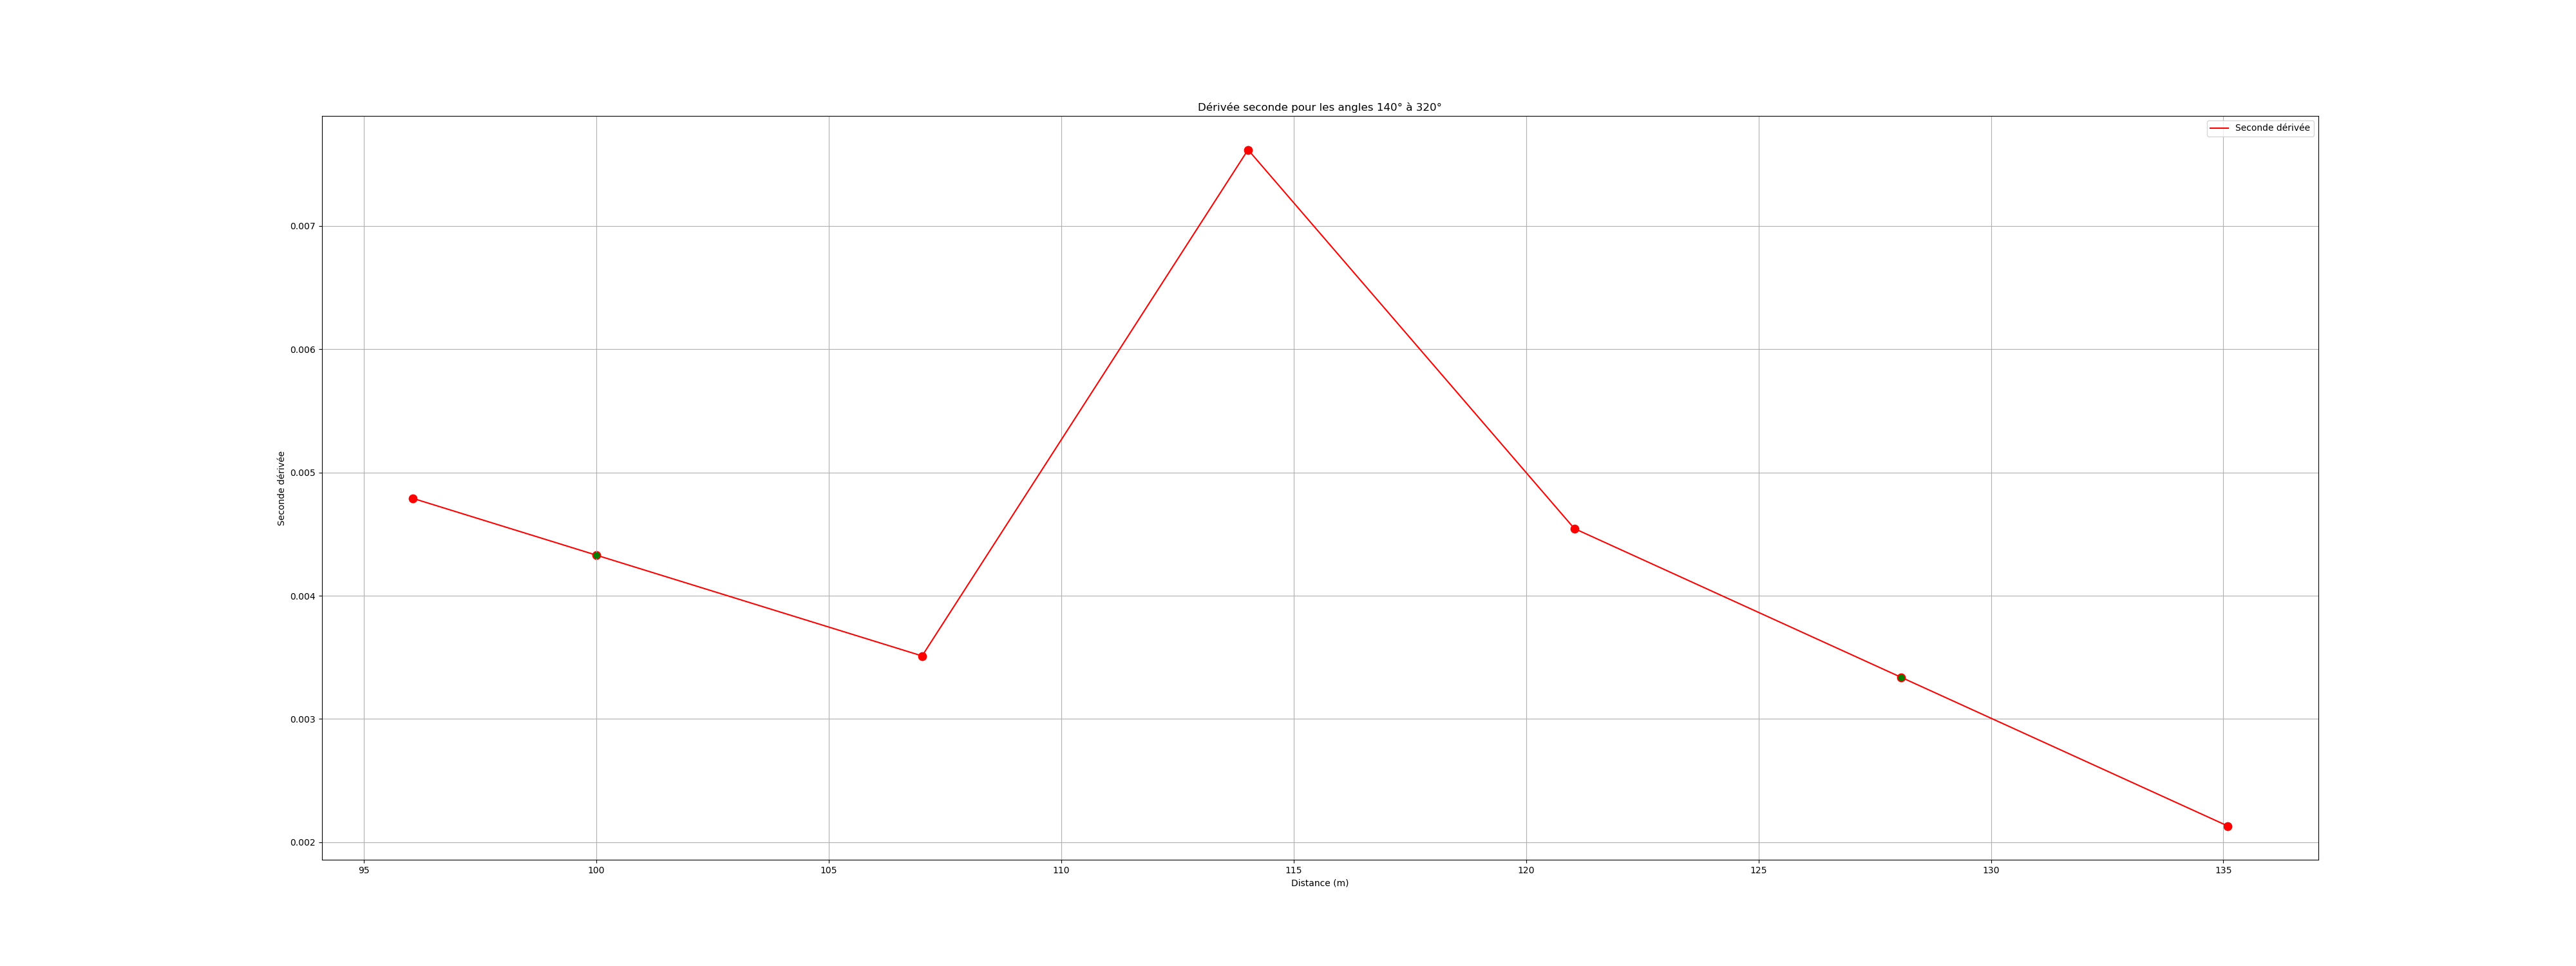 Dérivée seconde pour les angles 140° à 320°
Seconde dérivée
Seconde dérivée
0.007
0.006
0.005
0.004
0.003
0.002
95 100 105 110 115 120 125 130 135
Distance (m)